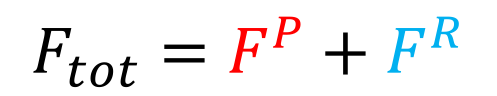 F_tot = F^P + F^R